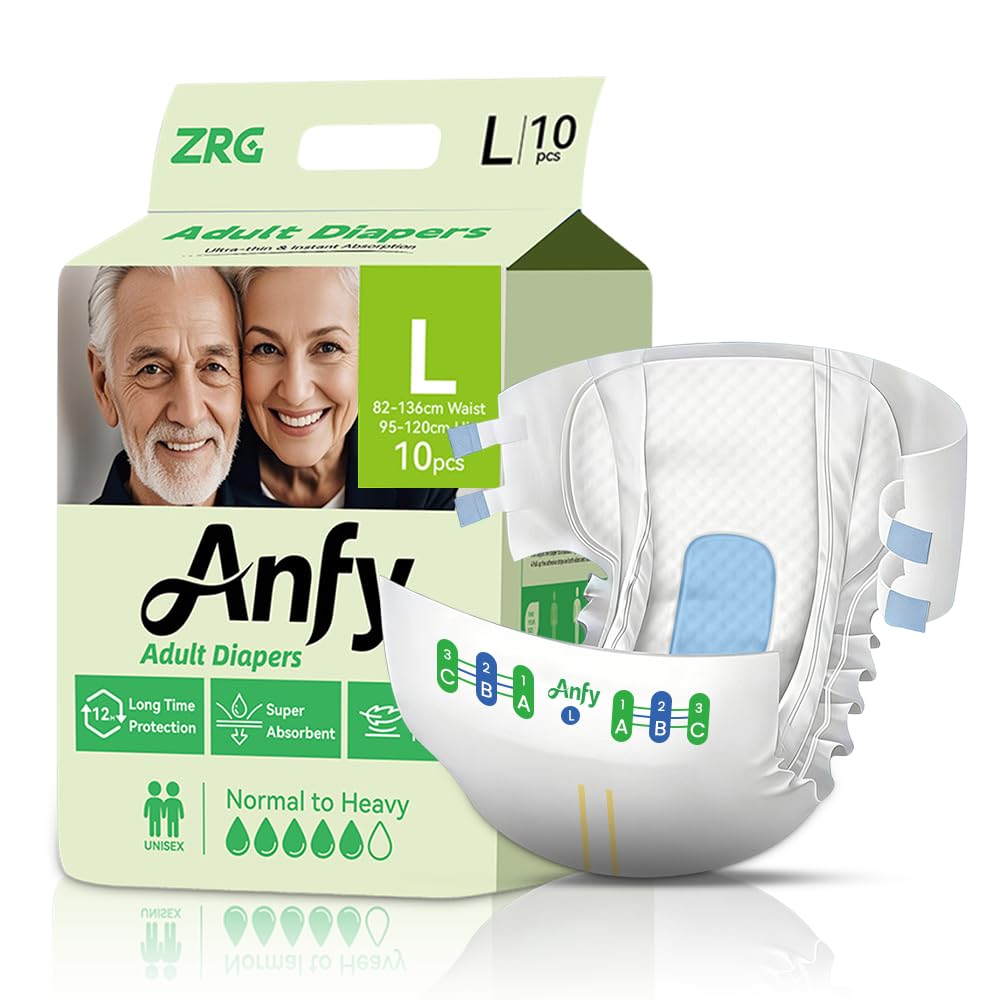 ZRG
L 10
pcs
Adult Diapers
Ultra-thin & Instant Absorption
L
82-136cm Waist
95-120cm
10pcs
Anfy
Adult Diapers
12H
Long Time
Protection
Super
Absorbent
UNISEX
Normal to Heavy
3 2 1
C B A
Anfy
L
1 2 3
A B C